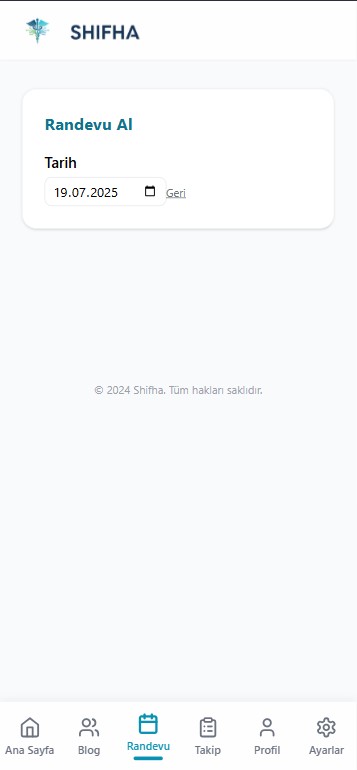 SHIFHA
Randevu Al
Tarih
19.07.2025 Geri
© 2024 Shifha. Tüm hakları saklıdır.
Ana Sayfa Blog Randevu Takip Profil Ayarlar